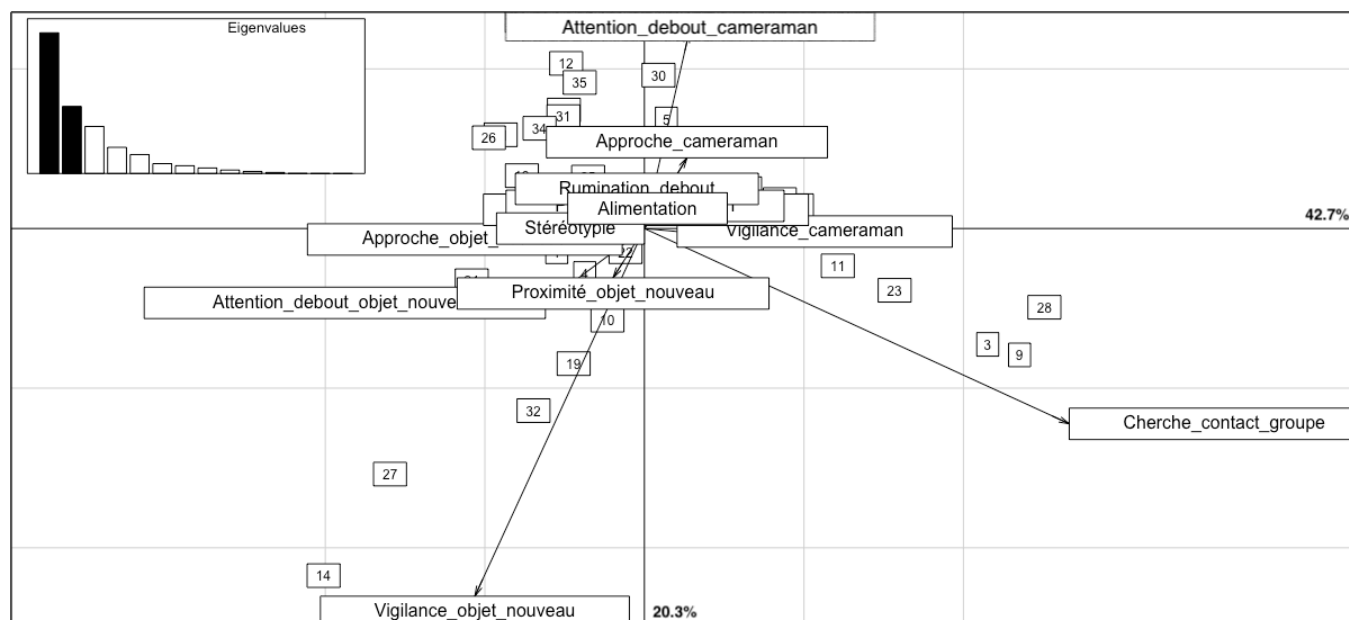 Eigenvalues
Attention_debout_cameraman
12
35
30
31
5
34
26
Approche_cameraman
Rumination_debout
Alimentation
42.7%
Stéréotypie
Approche_objet_
Vigilance_cameraman
22
11
23
28
Attention_debout_objet_nouve
Proximité_objet_nouveau
10
3
9
19
32
Cherche_contact_groupe
27
14
Vigilance_objet_nouveau
20.3%